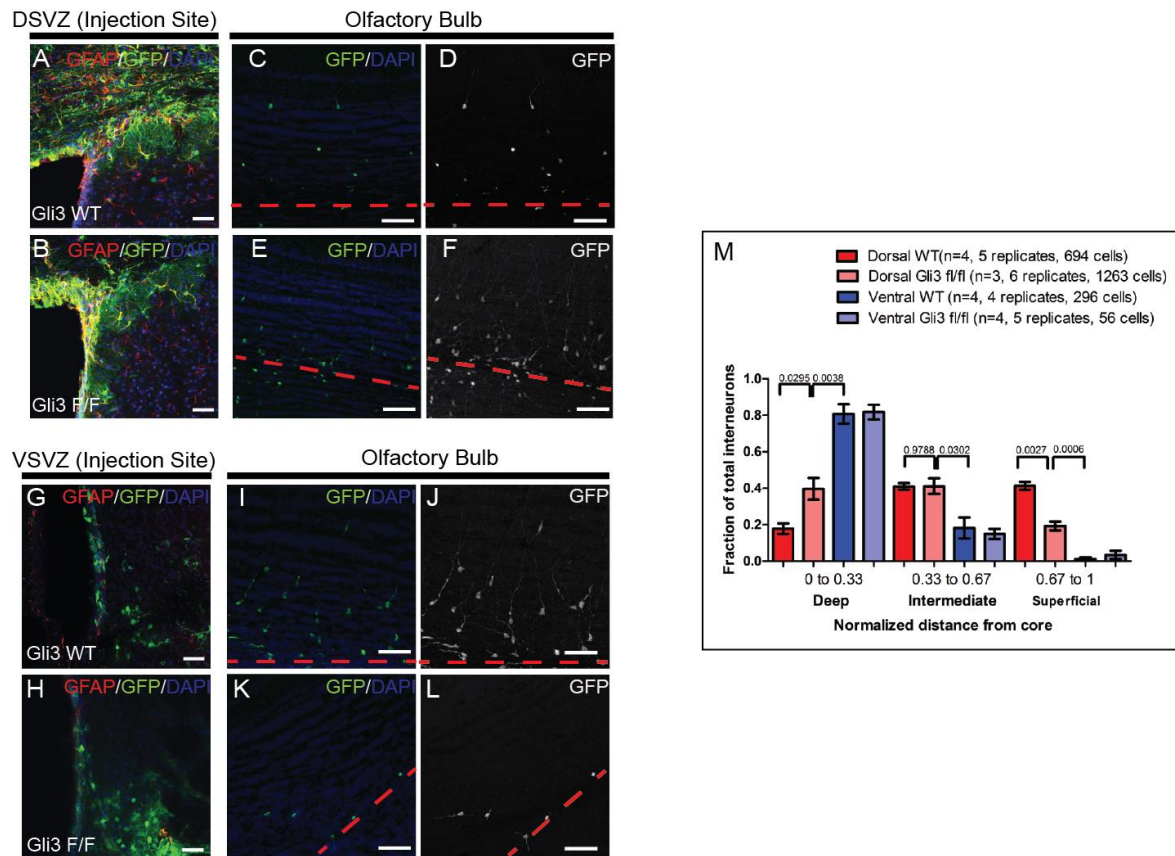 DSVZ (Injection Site)
Olfactory Bulb
A
GFAP/GFP/DAPI
Gli3 WT
C
GFP/DAPI
D
GFP
B
GFAP/GFP/DAPI
Gli3 F/F
E
GFP/DAPI
F
GFP
VSVZ (Injection Site)
Olfactory Bulb
G
GFAP/GFP/DAPI
Gli3 WT
I
GFP/DAPI
J
GFP
H
GFAP/GFP/DAPI
Gli3 F/F
K
GFP/DAPI
L
GFP
M
Dorsal WT(n=4, 5 replicates, 694 cells)
Dorsal Gli3 fl/fl (n=3, 6 replicates, 1263 cells)
Ventral WT (n=4, 4 replicates, 296 cells)
Ventral Gli3 fl/fl (n=4, 5 replicates, 56 cells)
Fraction of total interneurons
1.0
0.8
0.6
0.4
0.2
0.0
0.0295 0.0038
0.9788 0.0302
0.0027 0.0006
0 to 0.33
0.33 to 0.67
0.67 to 1
Deep
Intermediate
Superficial
Normalized distance from core